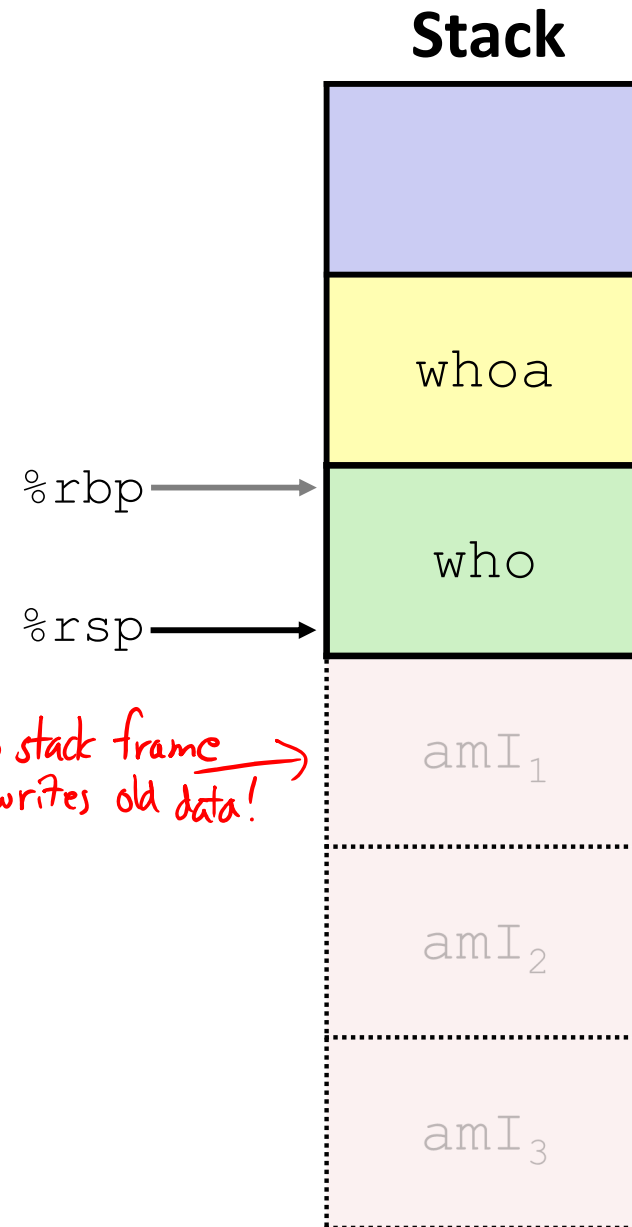 Stack
whoa
%rbp
who
%rsp
stack frame
writes old data!
amI₁
amI₂
amI₃